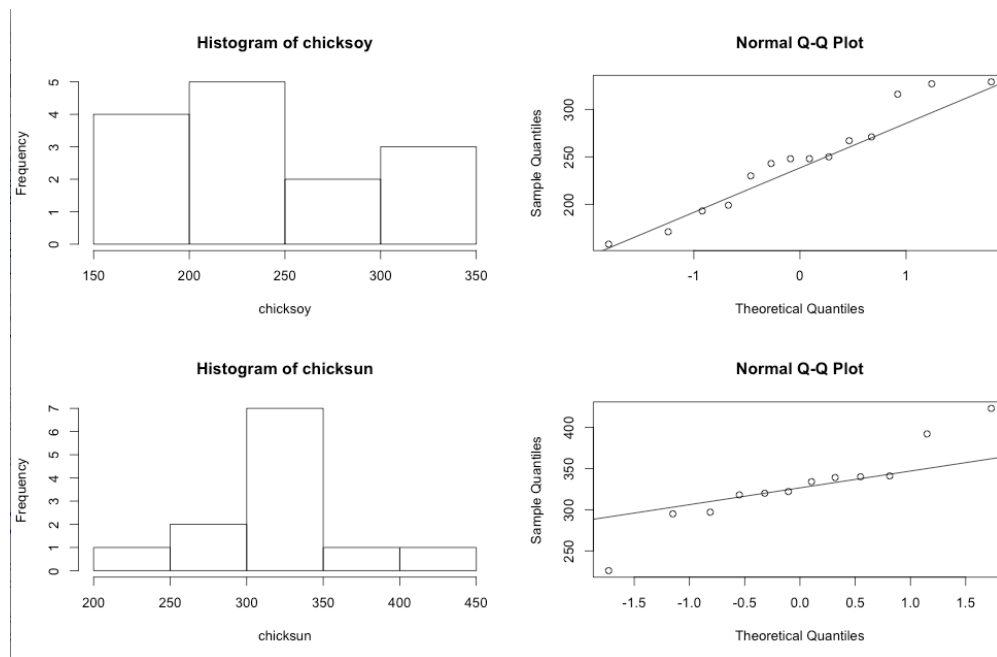 Histogram of chicksoy
Frequency
0 1 2 3 4 5
150 200 250 300 350
chicksoy
Normal Q-Q Plot
Sample Quantiles
200 250 300
-1 0 1
Theoretical Quantiles
Histogram of chicksun
Frequency
0 1 2 3 4 5 6 7
200 250 300 350 400 450
chicksun
Normal Q-Q Plot
Sample Quantiles
250 300 350 400
-1.5 -1.0 -0.5 0.0 0.5 1.0 1.5
Theoretical Quantiles